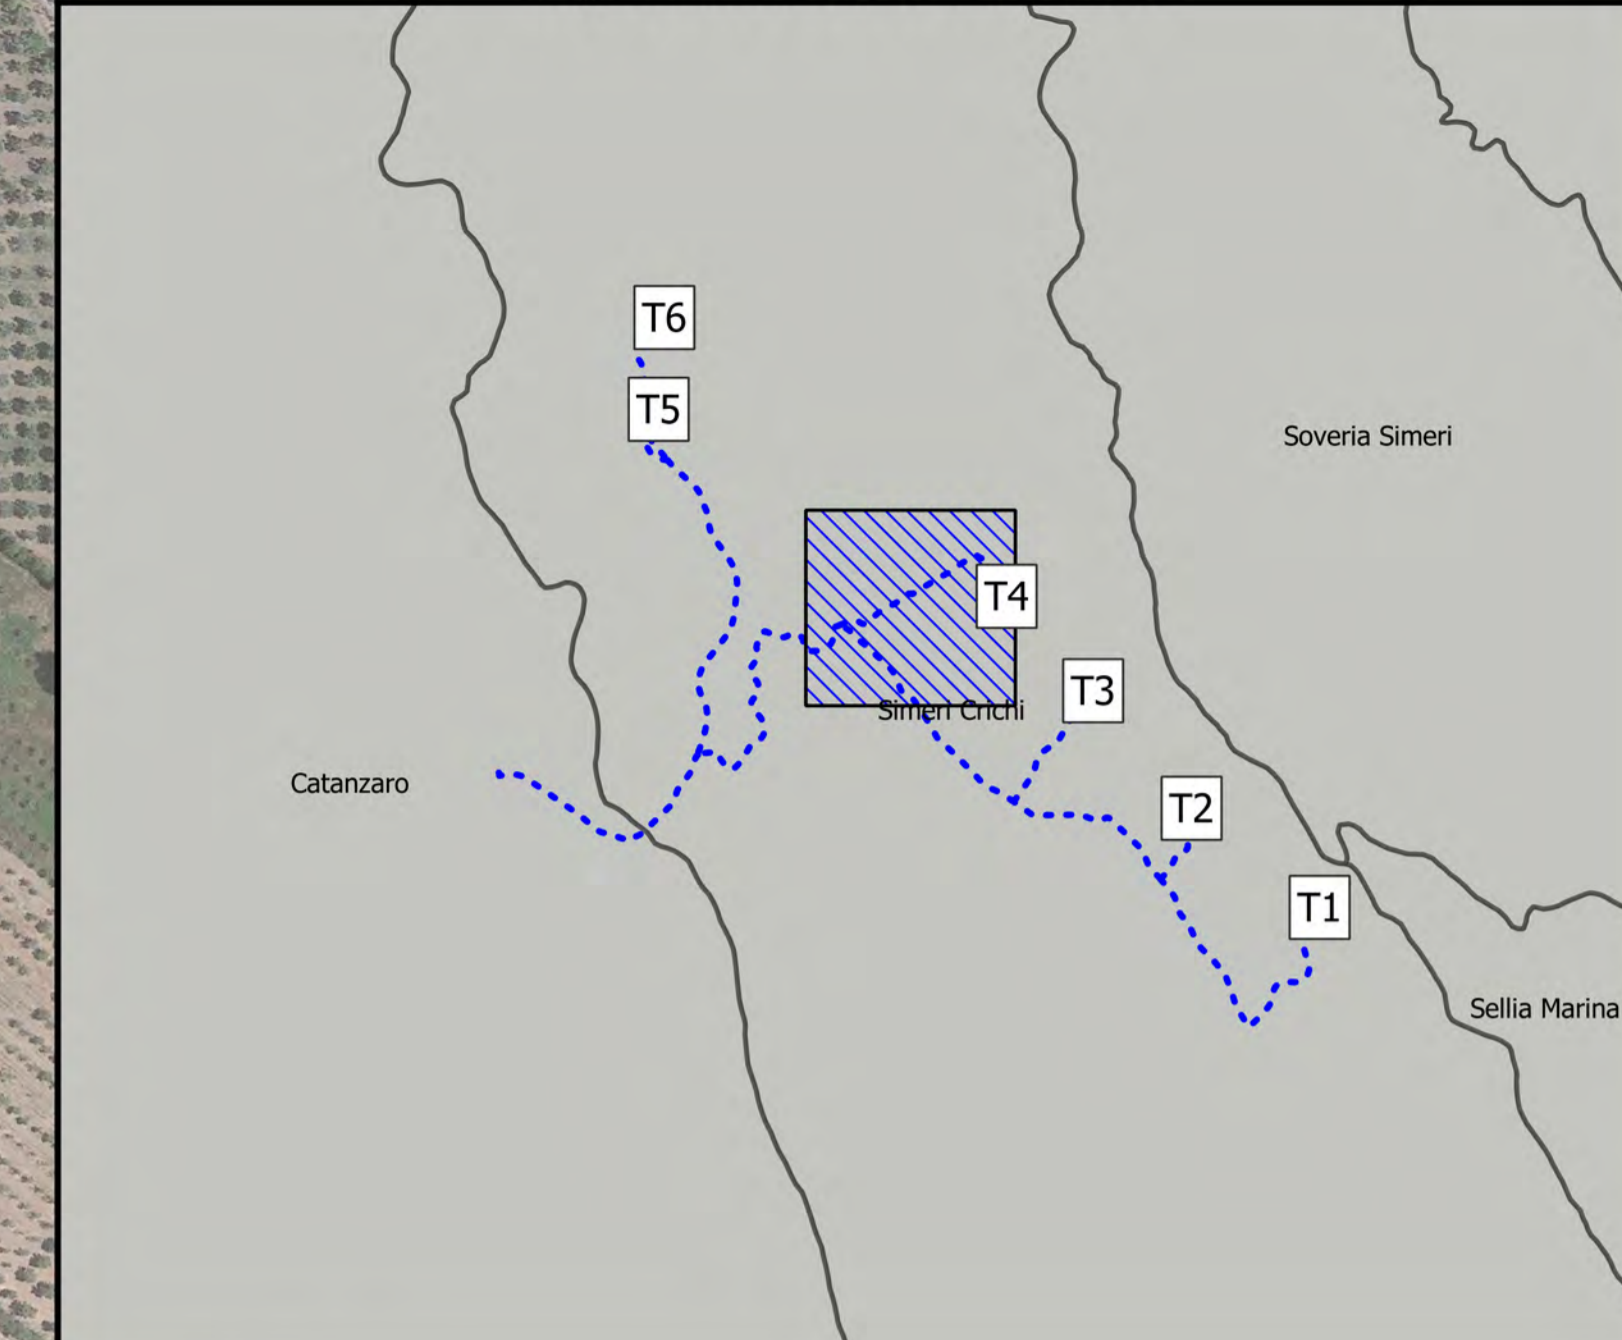 T6
T5
Soveria Simeri
T4
T3
Simeri Crichi
Catanzaro
T2
T1
Sellia Marina